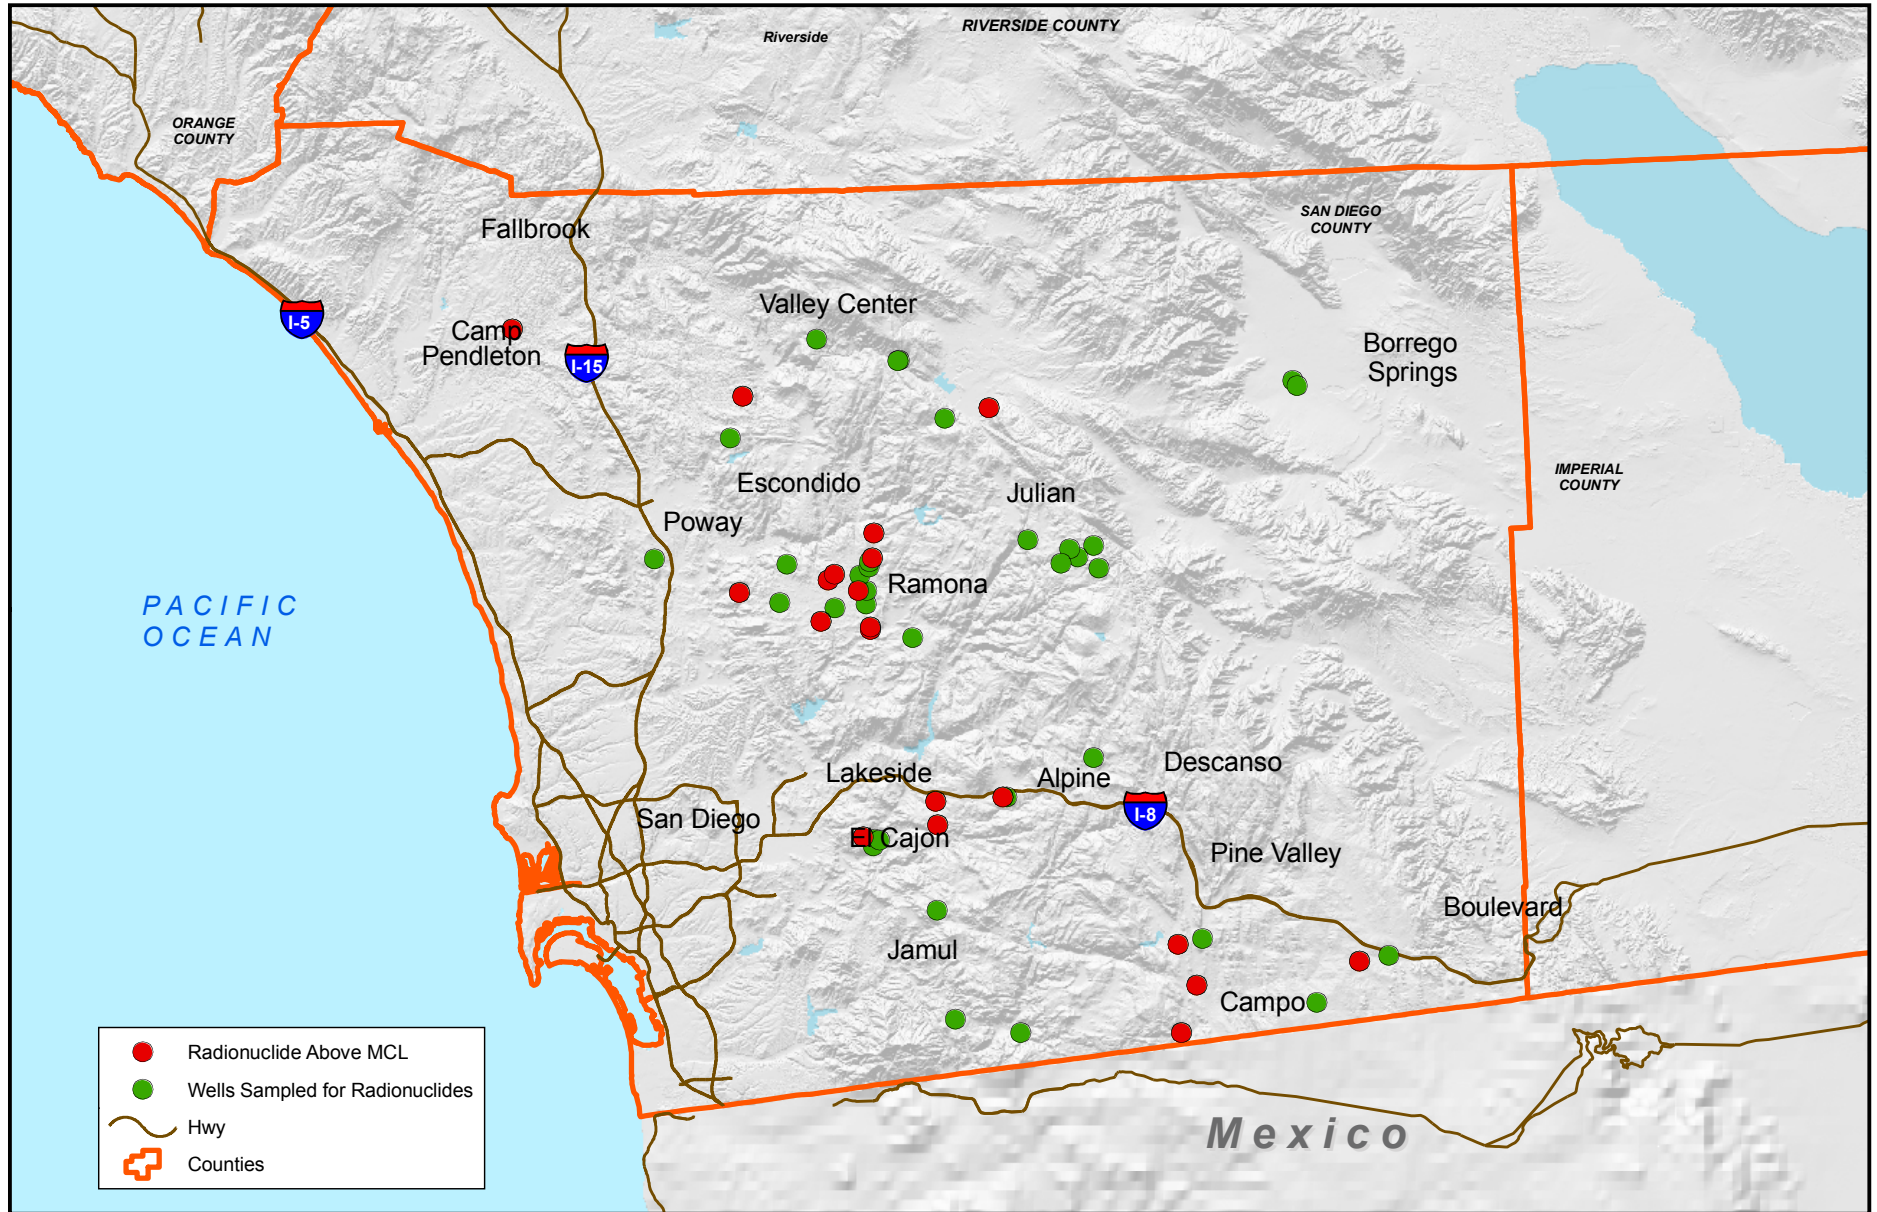 Riverside
RIVERSIDE COUNTY
ORANGE
COUNTY
SAN DIEGO
COUNTY
Fallbrook
Valley Center
I-5
Camp
Pendleton
I-15
Borrego
Springs
IMPERIAL
COUNTY
Escondido
Julian
Poway
Ramona
PACIFIC
OCEAN
Lakeside
Alpine
Descanso
I-8
San Diego
El Cajon
Pine Valley
Boulevard
Jamul
Campo
Mexico
Radionuclide Above MCL
Wells Sampled for Radionuclides
Hwy
Counties